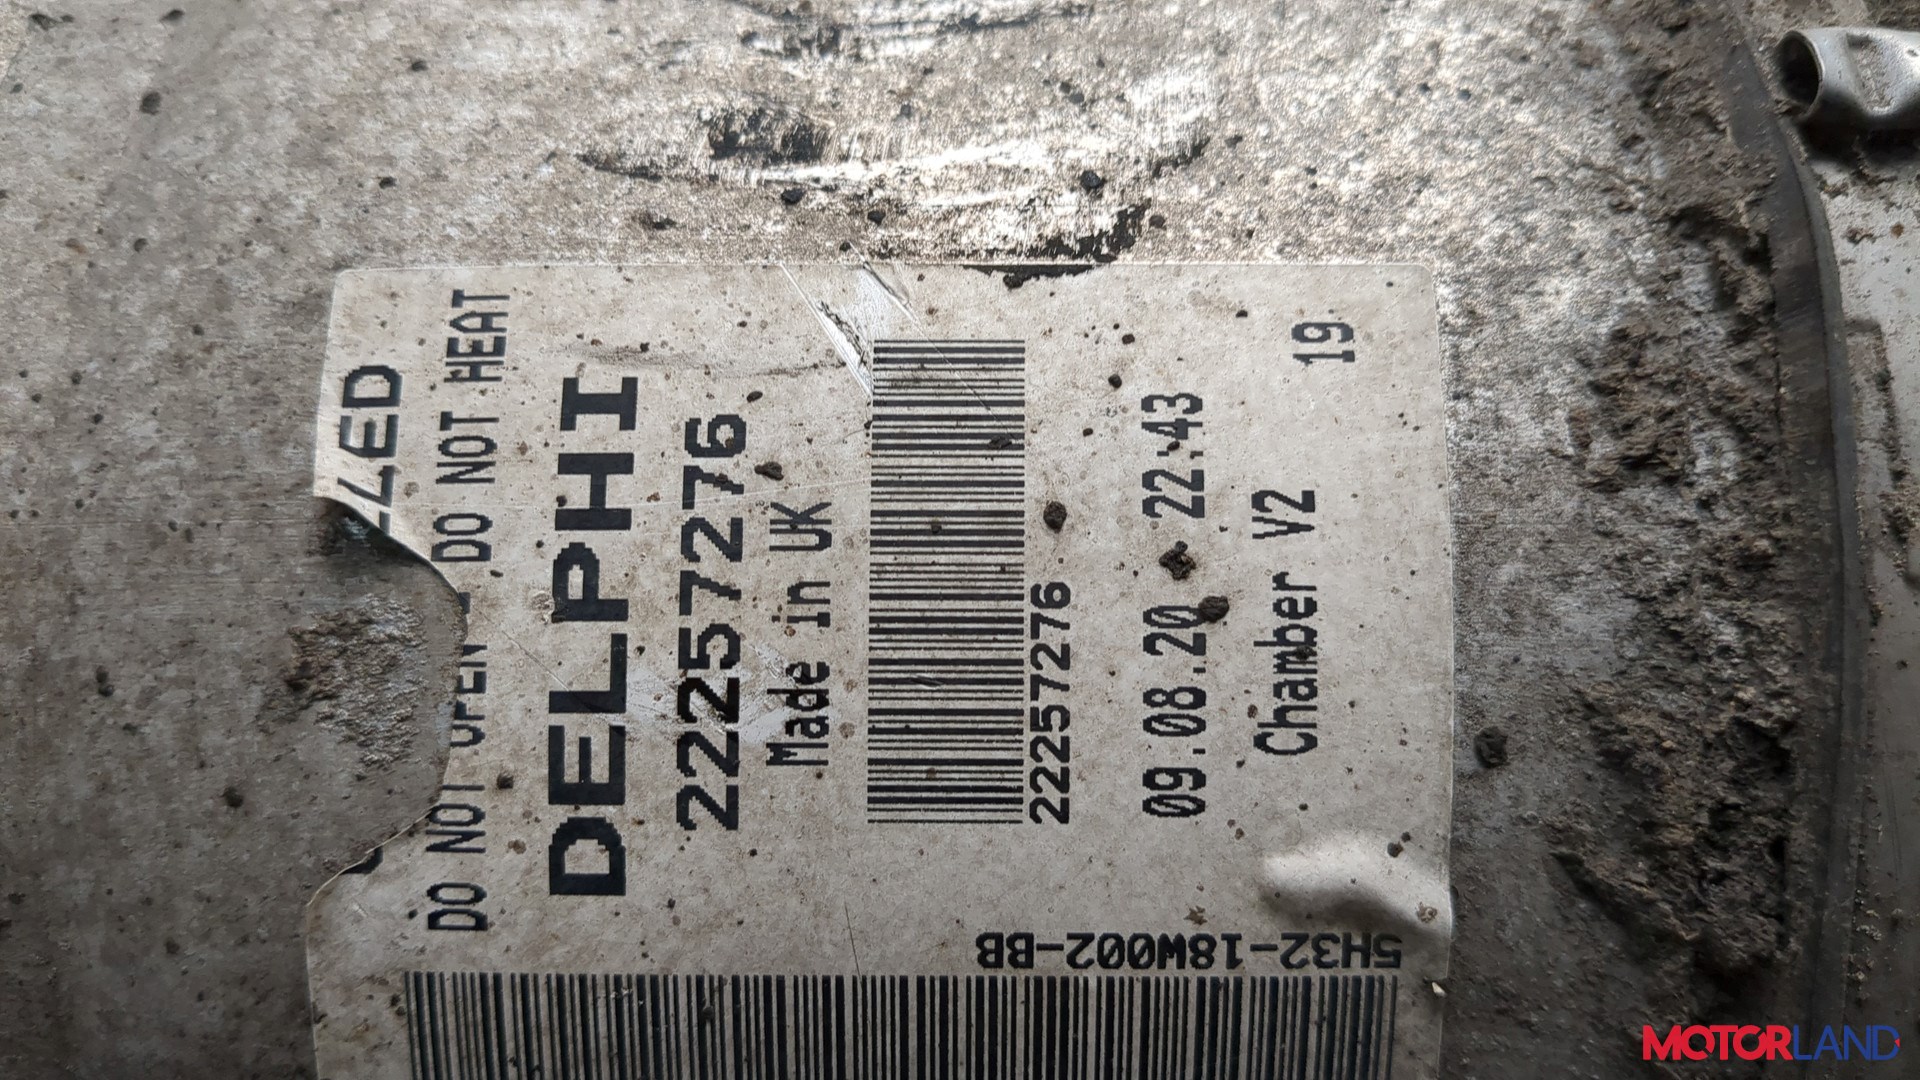 LLED
DO NOT OPEN DO NOT HEAT
DELPHI
22257276
Made in UK
22257276
09.08.20 22:43
Chamber V2 19
5H32-18W002-BB
MOTORLAND